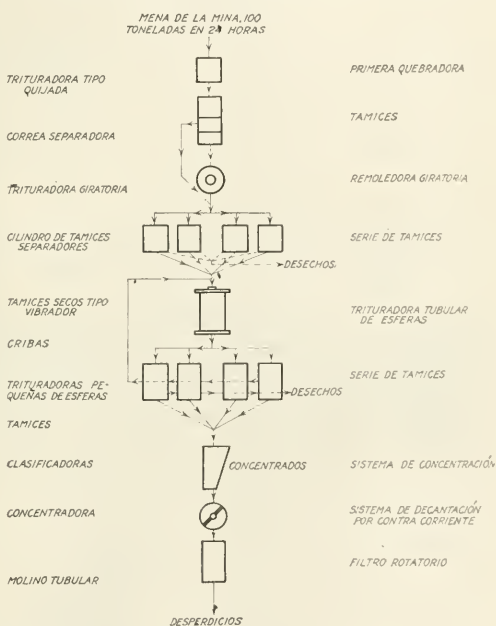 MENA DE LA MINA, 100
TONELADAS EN 24 HORAS
TRITURADORA TIPO
QUIJADA
PRIMERA QUEBRADORA
TAMICES
CORREA SEPARADORA
TRITURADORA GIRATORIA
REMOLEDORA GIRATORIA
CILINDRO DE TAMICES
SEPARADORES
SERIE DE TAMICES
DESECHOS.
TAMICES SECOS TIPO
VIBRADOR
TRITURADORA TUBULAR
DE ESFERAS
CRIBAS
TRITURADORAS PE-
QUEÑAS DE ESFERAS
SERIE DE TAMICES
DESECHOS
TAMICES
CLASIFICADORAS
CONCENTRADOS
SISTEMA DE CONCENTRACIÓN
CONCENTRADORA
SISTEMA DE DECANTACIÓN
POR CONTRA CORRIENTE
FILTRO ROTATORIO
MOLINO TUBULAR
DESPERDICIOS